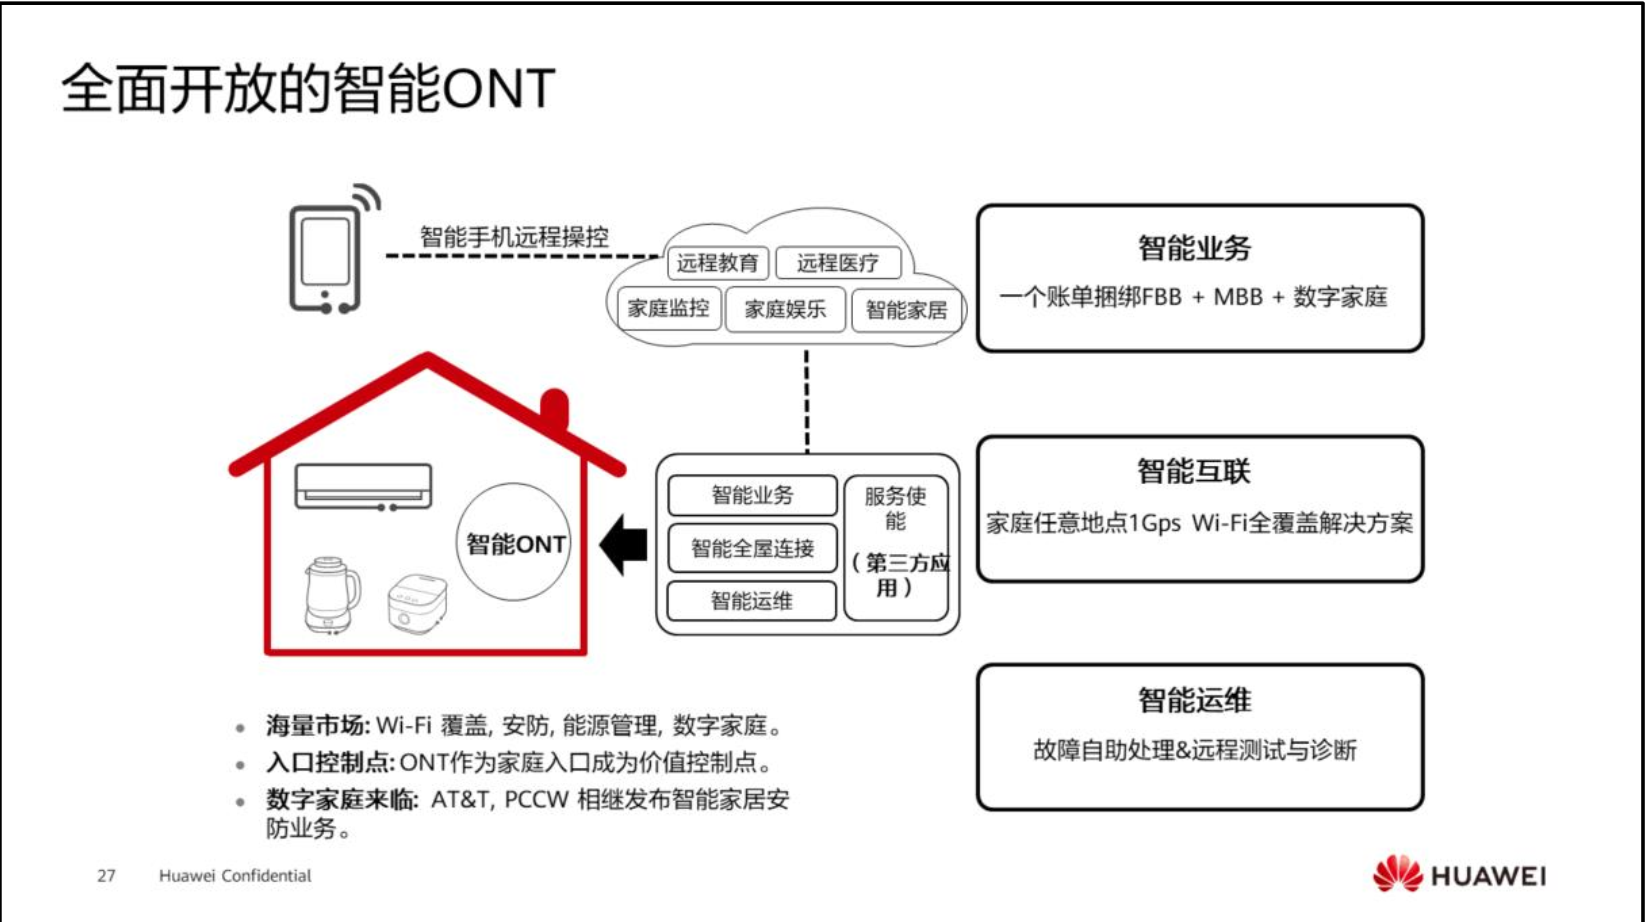 全面开放的智能ONT
智能手机远程操控
远程教育
远程医疗
家庭监控
家庭娱乐
智能家居
智能业务
一个账单捆绑FBB + MBB + 数字家庭
智能ONT
智能业务
智能全屋连接
智能运维
服务使
能
（第三方应
用）
智能互联
家庭任意地点1Gps Wi-Fi全覆盖解决方案
智能运维
故障自助处理&远程测试与诊断
• 海量市场: Wi-Fi 覆盖, 安防, 能源管理, 数字家庭。
• 入口控制点: ONT作为家庭入口成为价值控制点。
• 数字家庭来临: AT&T, PCCW 相继发布智能家居安
防业务。
27 Huawei Confidential
HUAWEI